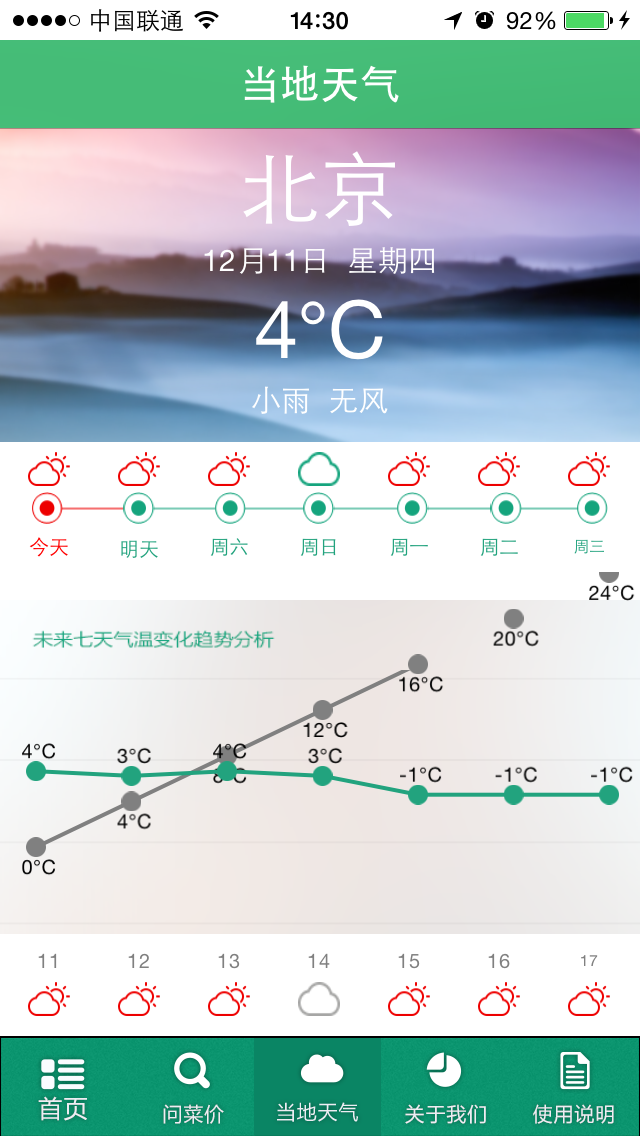 中国联通 14:30 92%
当地天气
北京
12月11日 星期四
4°C
小雨 无风
今天 明天 周六 周日 周一 周二 周三
24°C
20°C
未来七天气温变化趋势分析
16°C
12°C
4°C 3°C 4°C 3°C -1°C -1°C -1°C
8°C
4°C
0°C
11 12 13 14 15 16 17
首页 问菜价 当地天气 关于我们 使用说明